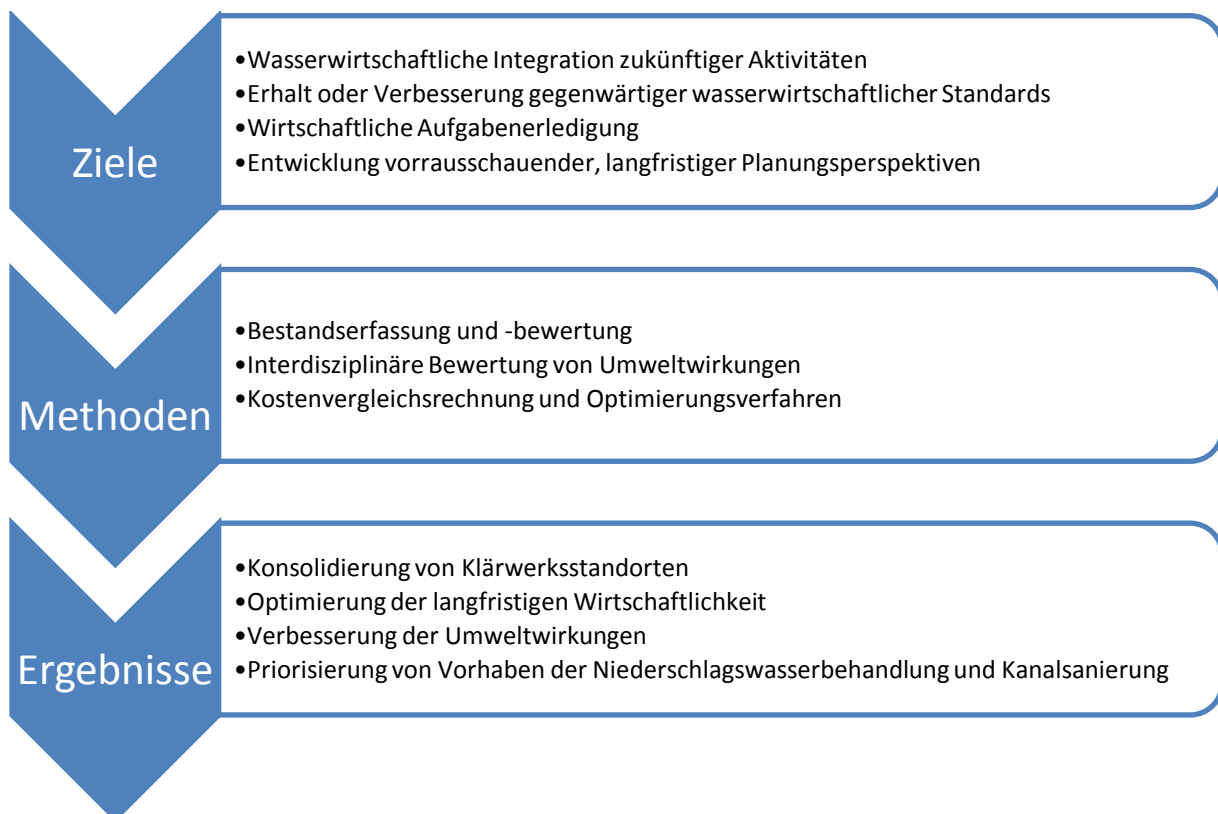 Ziele
•Wasserwirtschaftliche Integration zukünftiger Aktivitäten
•Erhalt oder Verbesserung gegenwärtiger wasserwirtschaftlicher Standards
•Wirtschaftliche Aufgabenerledigung
•Entwicklung vorrausschauender, langfristiger Planungsperspektiven
Methoden
•Bestandserfassung und -bewertung
•Interdisziplinäre Bewertung von Umweltwirkungen
•Kostenvergleichsrechnung und Optimierungsverfahren
Ergebnisse
•Konsolidierung von Klärwerksstandorten
•Optimierung der langfristigen Wirtschaftlichkeit
•Verbesserung der Umweltwirkungen
•Priorisierung von Vorhaben der Niederschlagswasserbehandlung und Kanalsanierung